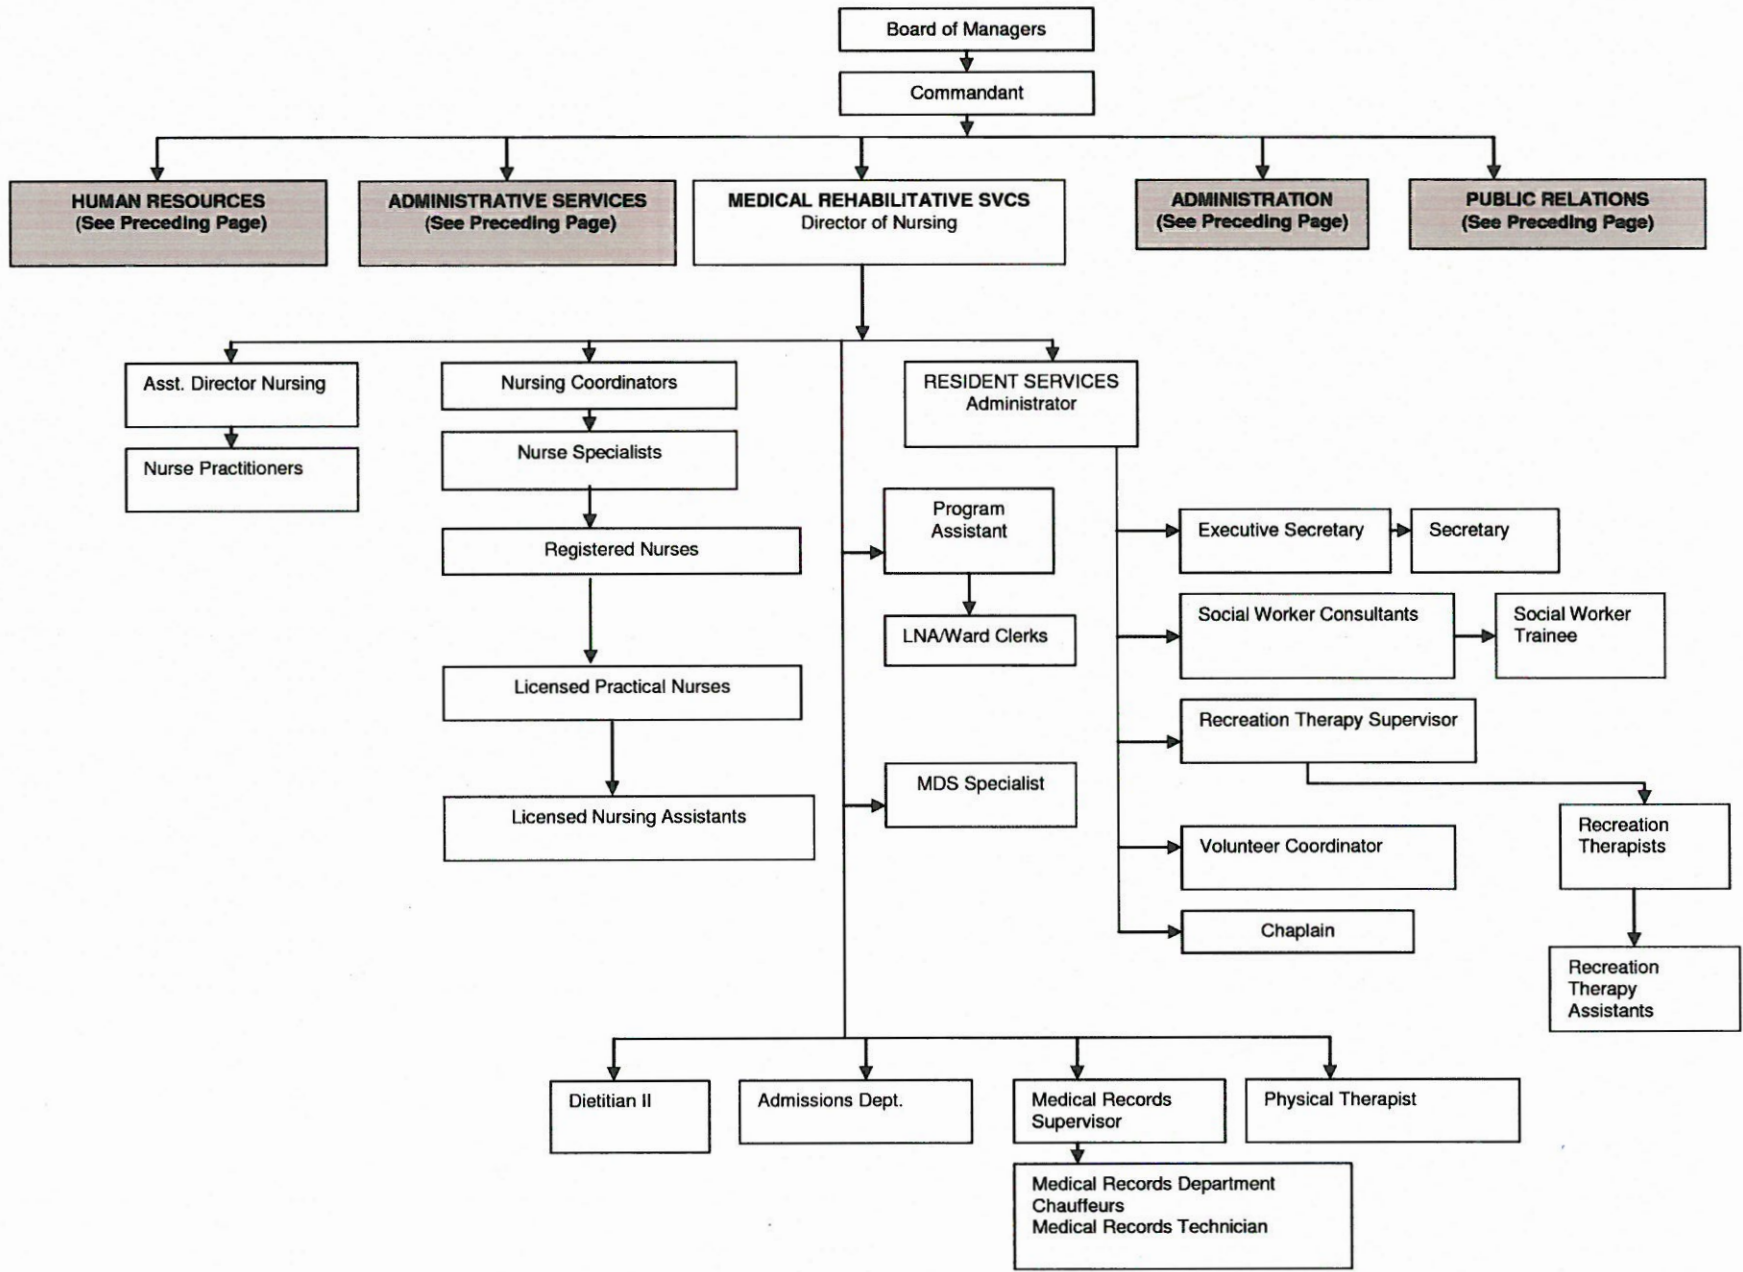 Board of Managers
Commandant
HUMAN RESOURCES
(See Preceding Page)
ADMINISTRATIVE SERVICES
(See Preceding Page)
MEDICAL REHABILITATIVE SVCS
Director of Nursing
ADMINISTRATION
(See Preceding Page)
PUBLIC RELATIONS
(See Preceding Page)
Asst. Director Nursing
Nurse Practitioners
Nursing Coordinators
Nurse Specialists
Registered Nurses
Licensed Practical Nurses
Licensed Nursing Assistants
RESIDENT SERVICES
Administrator
Program
Assistant
LNA/Ward Clerks
MDS Specialist
Executive Secretary
Secretary
Social Worker Consultants
Social Worker
Trainee
Recreation Therapy Supervisor
Recreation
Therapists
Recreation
Therapy
Assistants
Volunteer Coordinator
Chaplain
Dietitian II
Admissions Dept.
Medical Records
Supervisor
Physical Therapist
Medical Records Department
Chauffeurs
Medical Records Technician